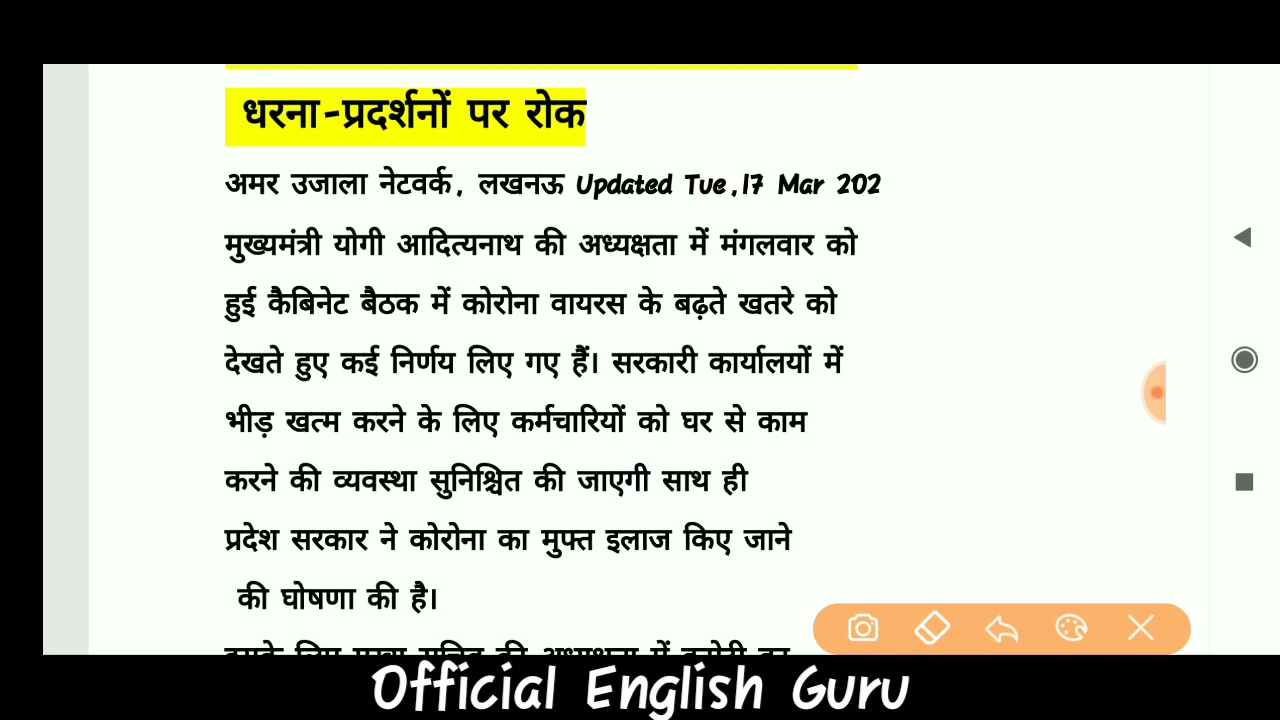 धरना-प्रदर्शनों पर रोक
अमर उजाला नेटवर्क, लखनऊ Updated Tue,17 Mar 202
मुख्यमंत्री योगी आदित्यनाथ की अध्यक्षता में मंगलवार को
हुई कैबिनेट बैठक में कोरोना वायरस के बढ़ते खतरे को
देखते हुए कई निर्णय लिए गए हैं। सरकारी कार्यालयों में
भीड़ खत्म करने के लिए कर्मचारियों को घर से काम
करने की व्यवस्था सुनिश्चित की जाएगी साथ ही
प्रदेश सरकार ने कोरोना का मुफ्त इलाज किए जाने
की घोषणा की है।
Official English Guru